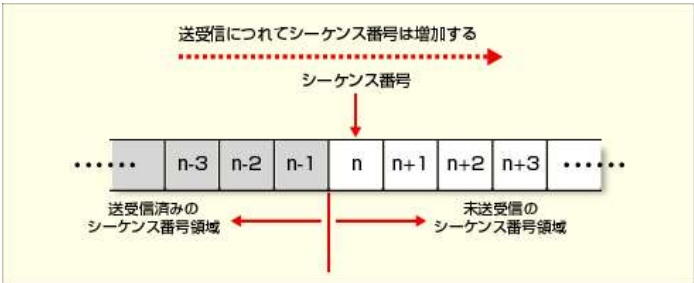 送受信につれてシーケンス番号は増加する
シーケンス番号
・・・・・・ n-3 n-2 n-1 n n+1 n+2 n+3 ・・・・・・
送受信済みの
シーケンス番号領域
未送受信の
シーケンス番号領域